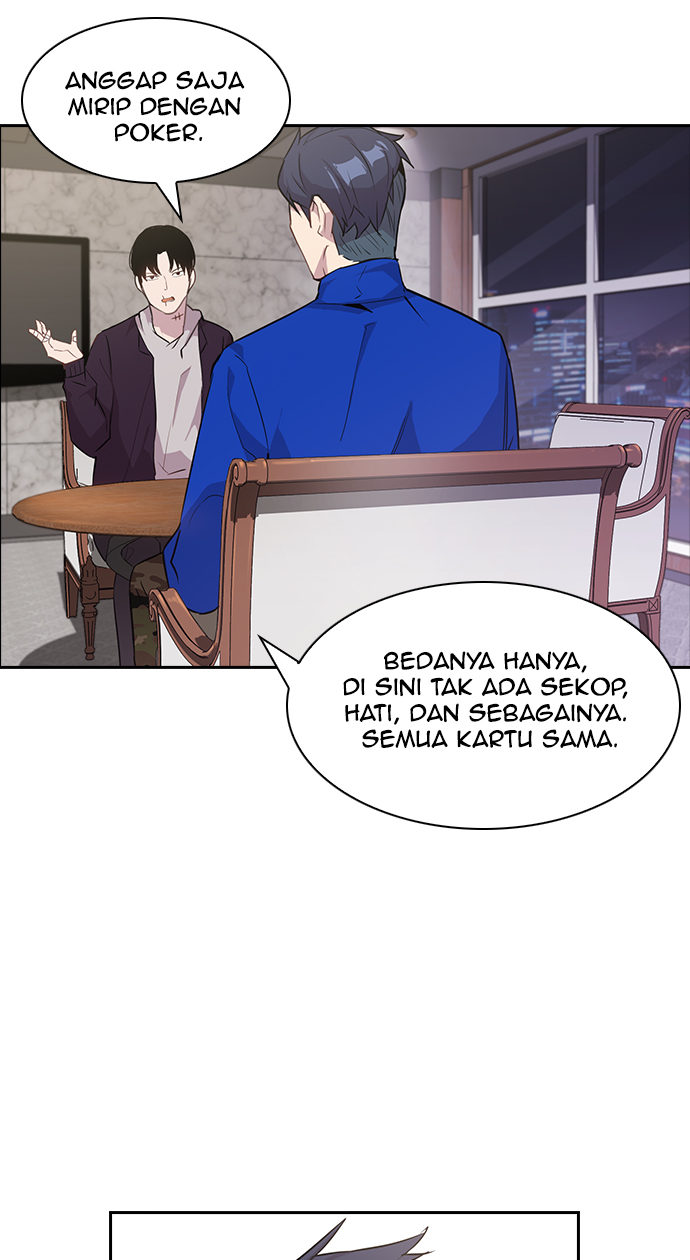 ANGGAP SAJA
MIRIP DENGAN
POKER.
BEDANYA HANYA,
DI SINI TAK ADA SEKOP,
HATI, DAN SEBAGAINYA.
SEMUA KARTU SAMA.